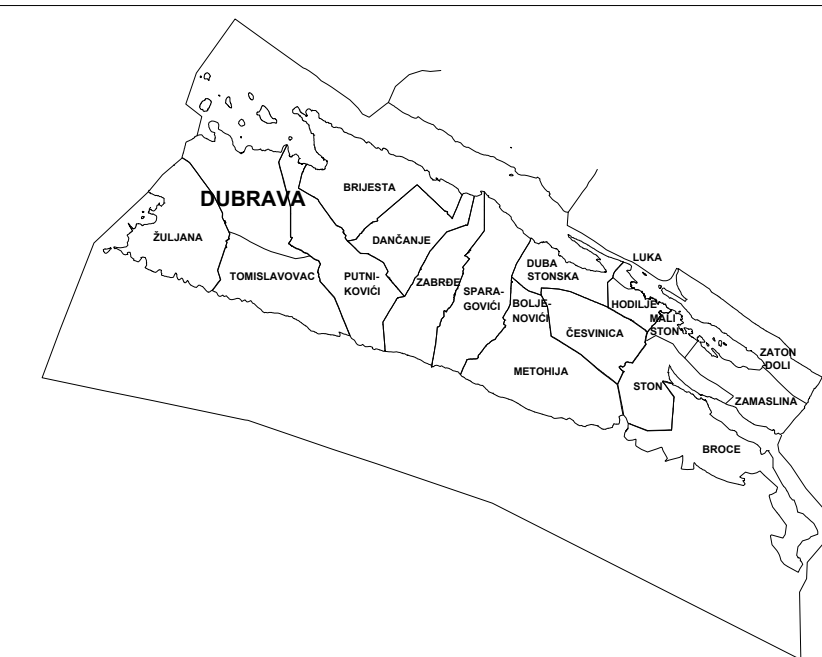 BRIJESTA
DUBRAVA
ŽULJANA
DANČANJE
TOMISLAVOVAC
PUTNI-
KOVIĆI
ZABRĐE
SPARA-
GOVIĆI
DUBA
STONSKA
LUKA
BOLJE-
NOVIĆI
HODILJE
MALI
STON
ČESVINICA
ZATON
DOLI
METOHIJA
STON
ZAMASLINA
BROCE